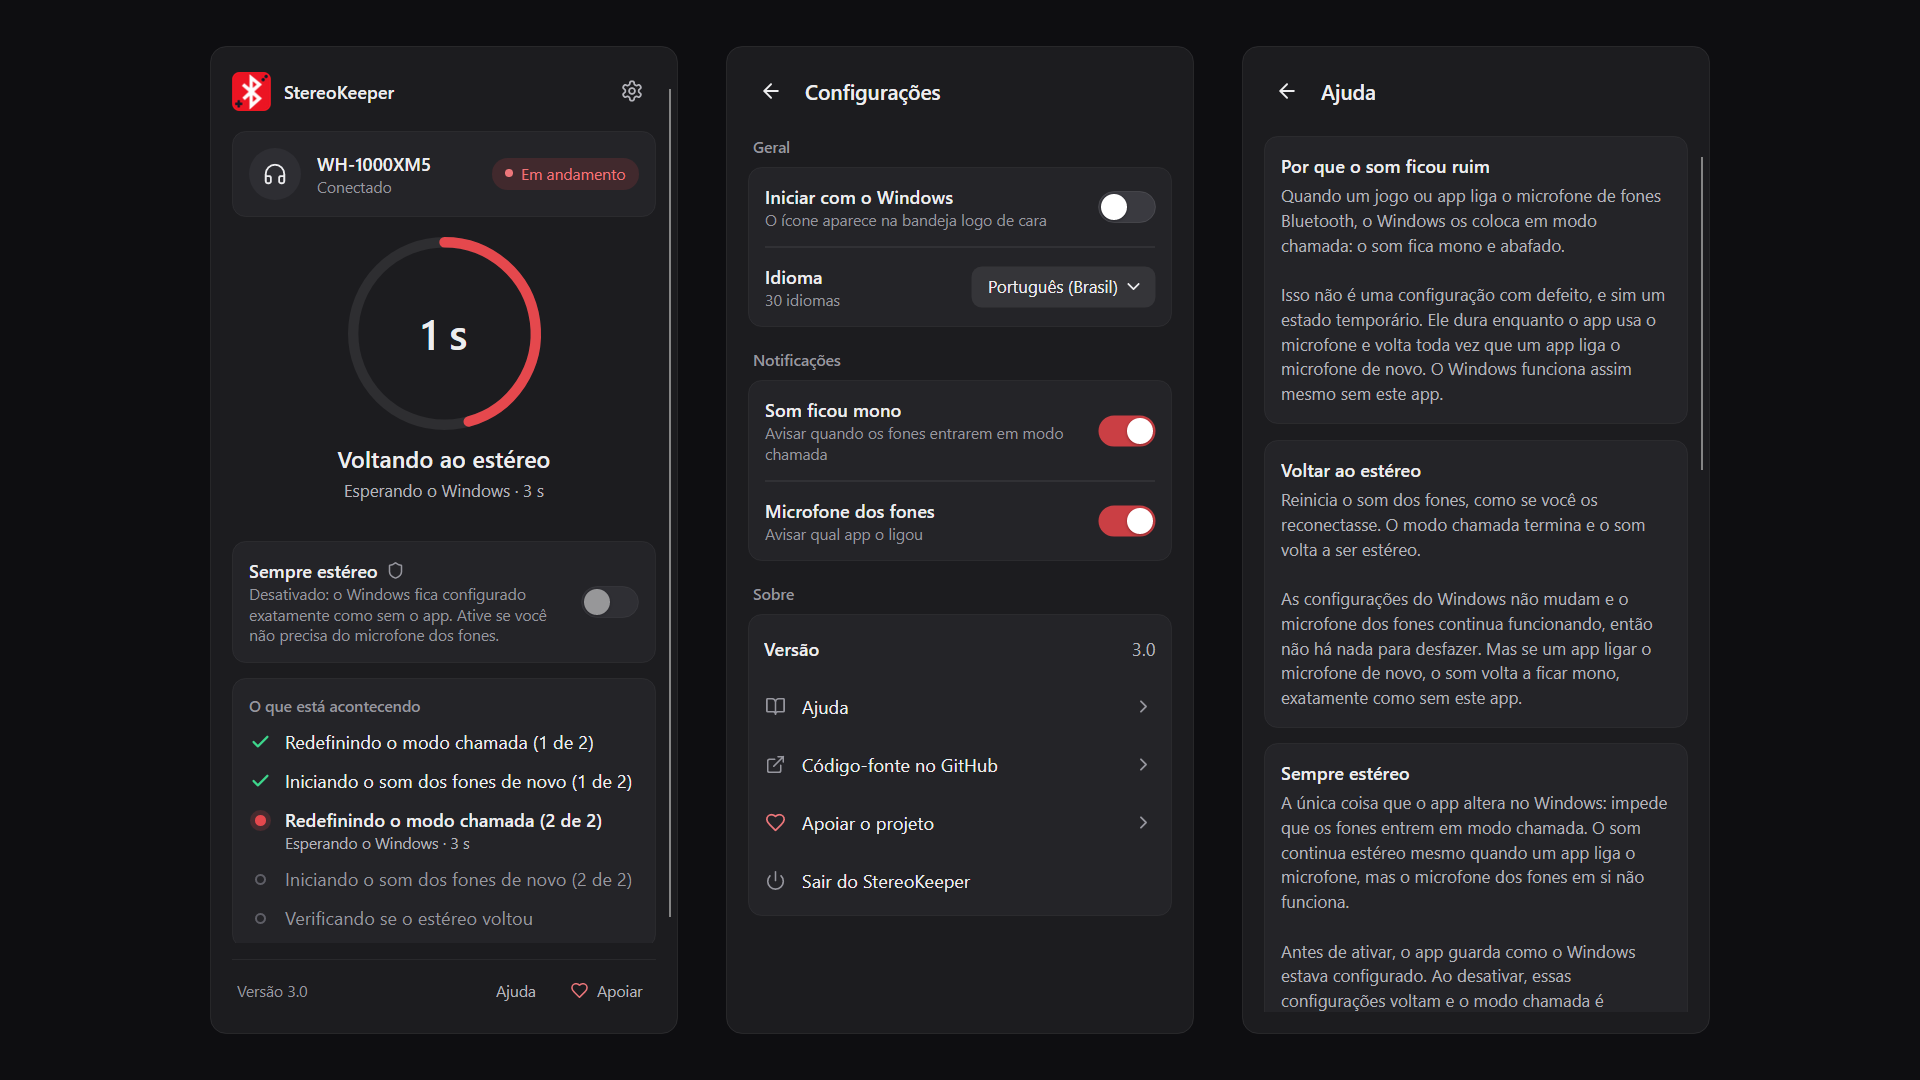 StereoKeeper
WH-1000XM5
Conectado
Em andamento
1 s
Voltando ao estéreo
Esperando o Windows · 3 s
Sempre estéreo
Desativado: o Windows fica configurado
exatamente como sem o app. Ative se você
não precisa do microfone dos fones.
O que está acontecendo
Redefinindo o modo chamada (1 de 2)
Iniciando o som dos fones de novo (1 de 2)
Redefinindo o modo chamada (2 de 2)
Esperando o Windows · 3 s
Iniciando o som dos fones de novo (2 de 2)
Verificando se o estéreo voltou
Versão 3.0
Ajuda
Apoiar
Configurações
Geral
Iniciar com o Windows
O ícone aparece na bandeja logo de cara
Idioma
30 idiomas
Português (Brasil)
Notificações
Som ficou mono
Avisar quando os fones entrarem em modo
chamada
Microfone dos fones
Avisar qual app o ligou
Sobre
Versão
3.0
Ajuda
Código-fonte no GitHub
Apoiar o projeto
Sair do StereoKeeper
Ajuda
Por que o som ficou ruim
Quando um jogo ou app liga o microfone de fones
Bluetooth, o Windows os coloca em modo
chamada: o som fica mono e abafado.
Isso não é uma configuração com defeito, e sim um
estado temporário. Ele dura enquanto o app usa o
microfone e volta toda vez que um app liga o
microfone de novo. O Windows funciona assim
mesmo sem este app.
Voltar ao estéreo
Reinicia o som dos fones, como se você os
reconectasse. O modo chamada termina e o som
volta a ser estéreo.
As configurações do Windows não mudam e o
microfone dos fones continua funcionando, então
não há nada para desfazer. Mas se um app ligar o
microfone de novo, o som volta a ficar mono,
exatamente como sem este app.
Sempre estéreo
A única coisa que o app altera no Windows: impede
que os fones entrem em modo chamada. O som
continua estéreo mesmo quando um app liga o
microfone, mas o microfone dos fones em si não
funciona.
Antes de ativar, o app guarda como o Windows
estava configurado. Ao desativar, essas
configurações voltam e o modo chamada é